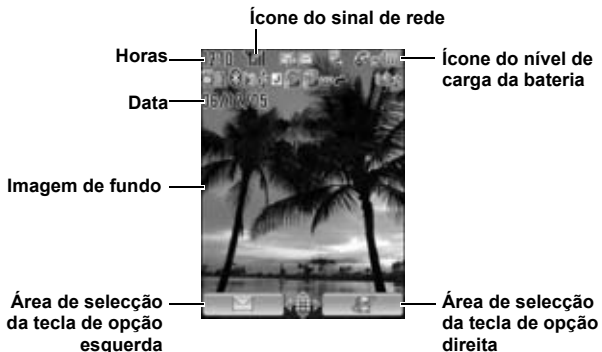 Ícone do sinal de rede
Horas
Ícone do nível de
carga da bateria
Data
Imagem de fundo
Área de selecção
da tecla de opção
esquerda
Área de selecção
da tecla de opção
direita